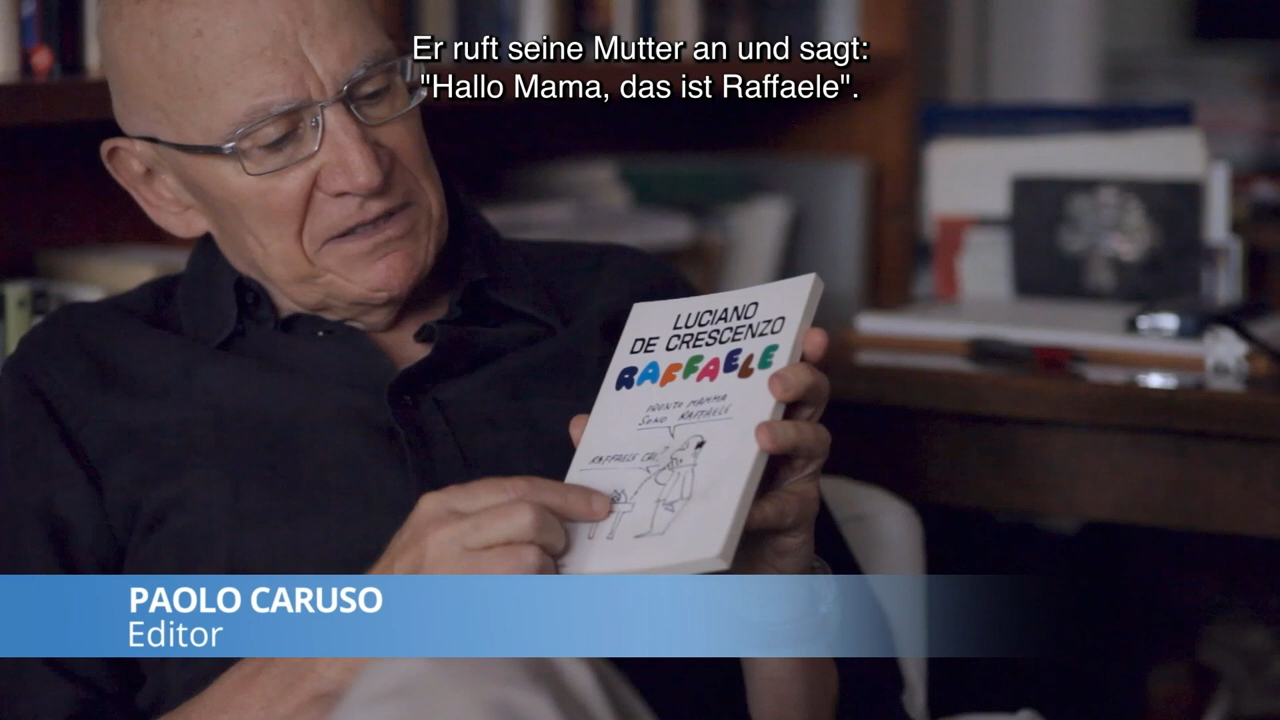 Er ruft seine Mutter an und sagt:
"Hallo Mama, das ist Raffaele".
LUCIANO
DE CRESCENZO
RAFFAELE
PRONTO MAMMA
SONO RAFFAELE
RAFFAELE
PAOLO CARUSO
Editor